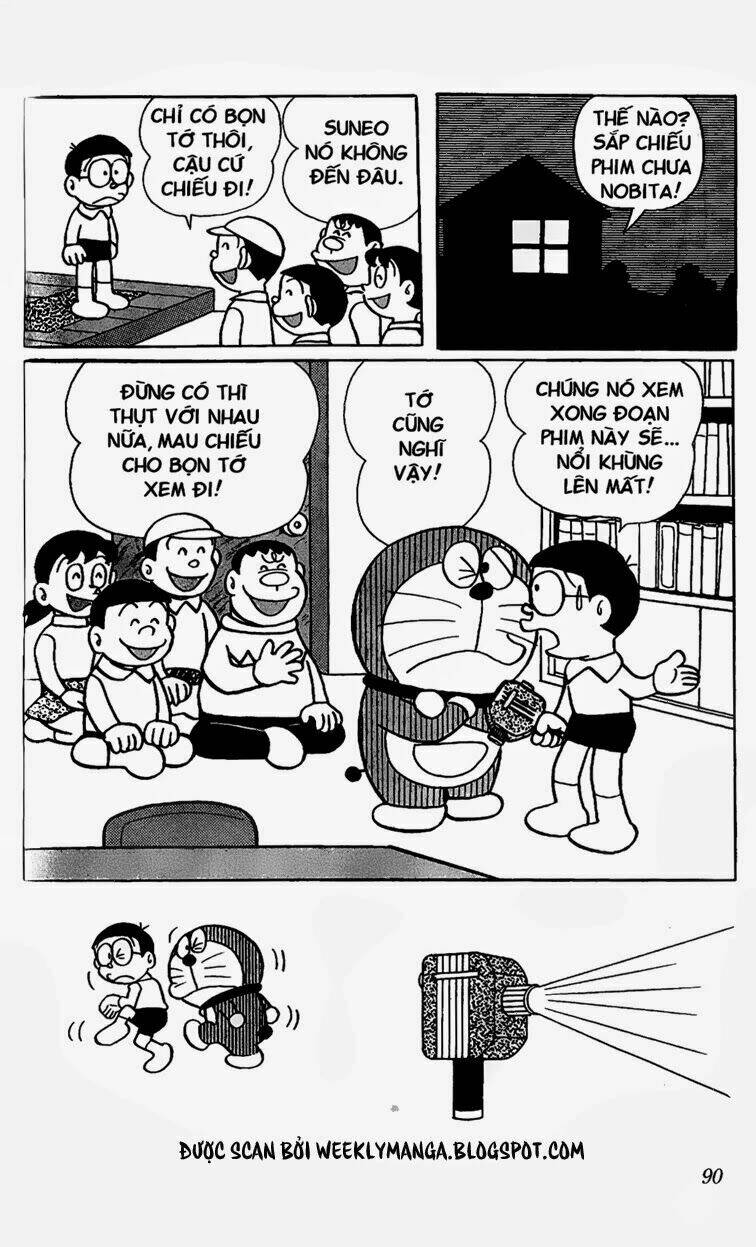 CHỈ CÓ BỌN
TỚ THÔI,
CẬU CỨ
CHIẾU ĐI!
SUNEO
NÓ KHÔNG
ĐẾN ĐÂU.
THẾ NÀO?
SẮP CHIẾU
PHIM CHƯA
NOBITA!
ĐỪNG CÓ THÌ
THỤT VỚI NHAU
NỮA, MAU CHIẾU
CHO BỌN TỚ
XEM ĐI!
TỚ
CŨNG
NGHĨ
VẬY!
CHÚNG NÓ XEM
XONG ĐOẠN
PHIM NÀY SẼ...
NỔI KHÙNG
LÊN MẤT!
ĐƯỢC SCAN BỞI WEEKLYMANGA.BLOGSPOT.COM
90